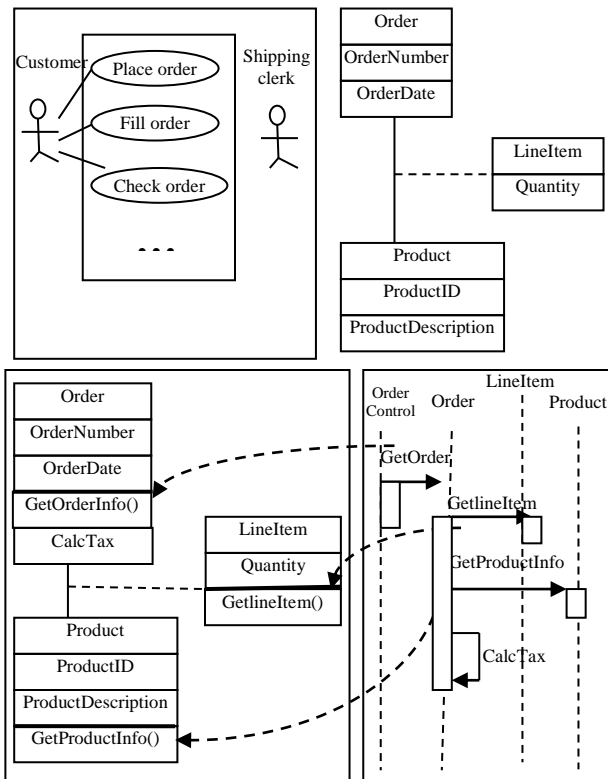 Customer
Place order
Fill order
Check order
Shipping
clerk
Order
OrderNumber
OrderDate
LineItem
Quantity
Product
ProductID
ProductDescription
Order
OrderNumber
OrderDate
GetOrderInfo()
CalcTax
LineItem
Quantity
GetlineItem()
Product
ProductID
ProductDescription
GetProductInfo()
Order
Control
Order
LineItem
Product
GetOrder
GetlineItem
GetProductInfo
CalcTax